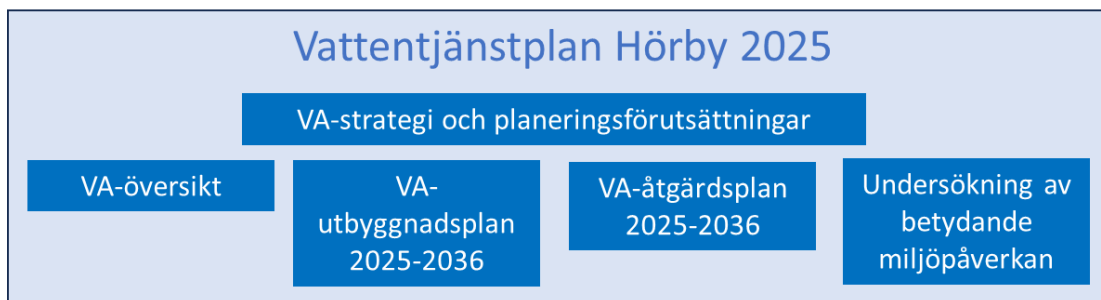 Vattentjänstplan Hörby 2025
VA-strategi och planeringsförutsättningar
VA-översikt
VA-
utbyggnadsplan
2025-2036
VA-åtgärdsplan
2025-2036
Undersökning av
betydande
miljöpåverkan